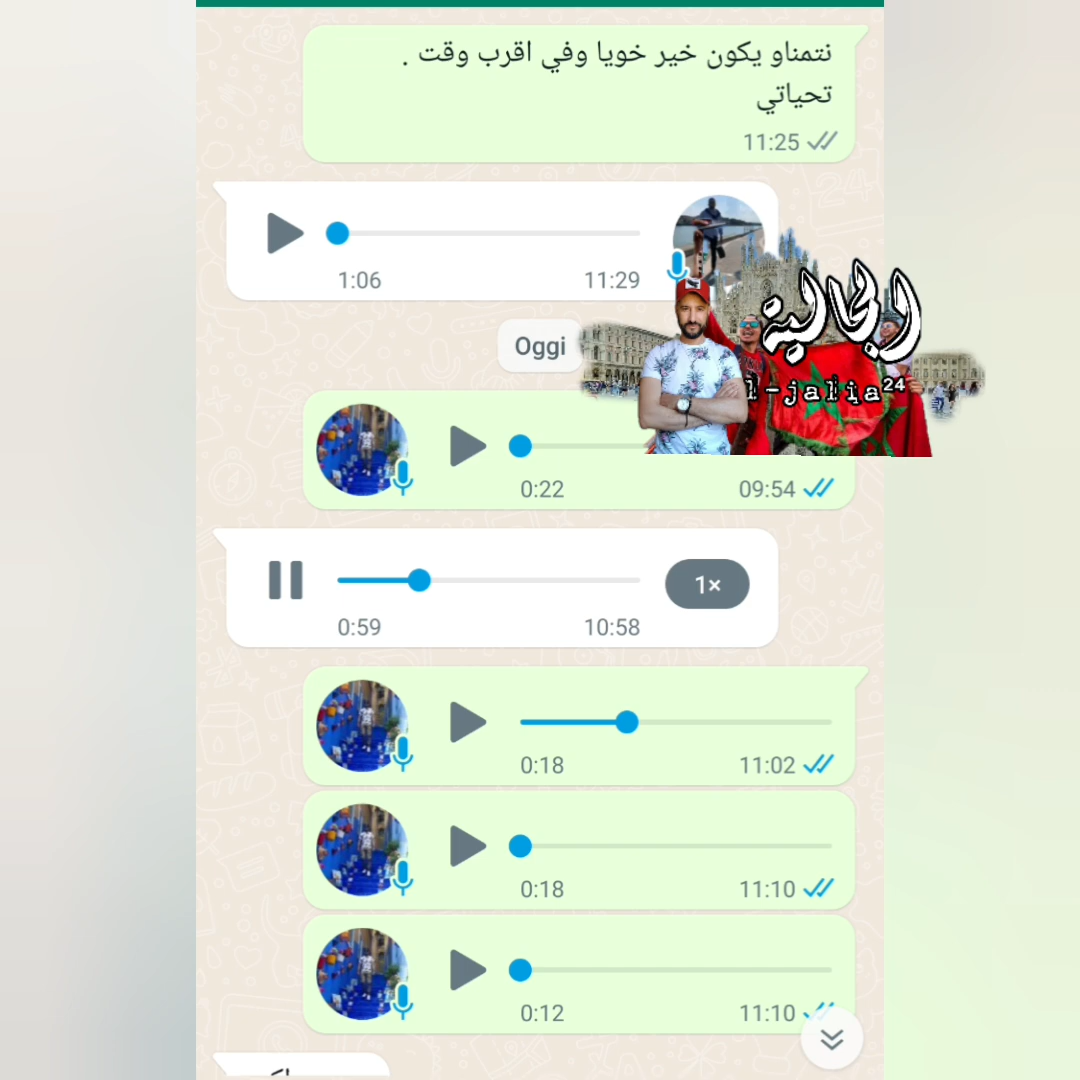 نتمناو يكون خير خويا وفي اقرب وقت .
تحياتي
11:25
1:06 11:29
الجالية
l-jalia24
Oggi
0:22 09:54
0:59 10:58
1×
0:18 11:02
0:18 11:10
0:12 11:10